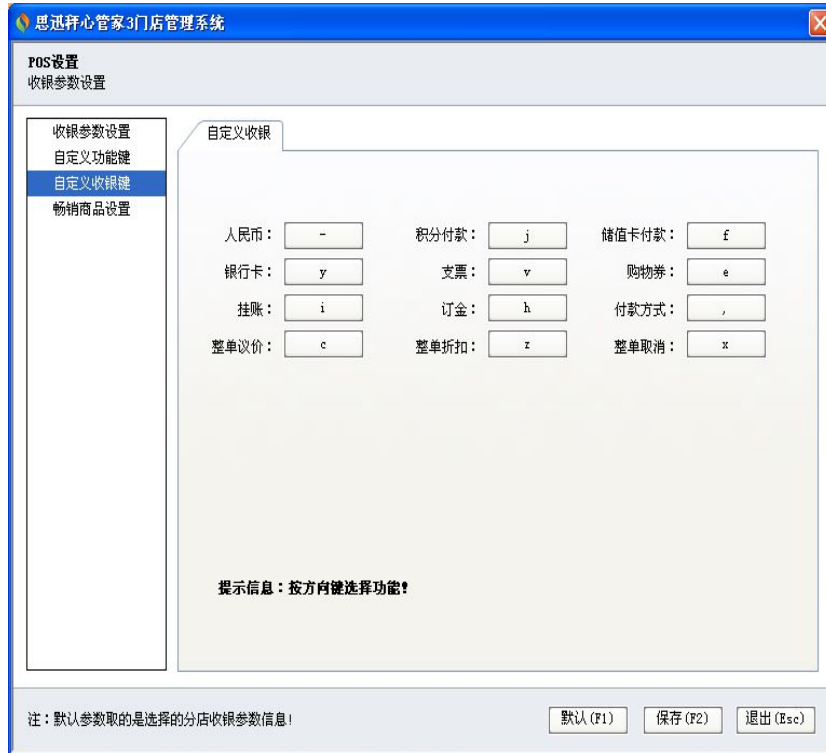 思迅秤心管家3门店管理系统
POS设置
收银参数设置
收银参数设置
自定义功能键
自定义收银键
畅销商品设置
自定义收银
人民币： - 积分付款： j 储值卡付款： f
银行卡： y 支票： v 购物券： e
挂账： i 订金： h 付款方式： ,
整单议价： c 整单折扣： z 整单取消： x
提示信息：按方向键选择功能！
注：默认参数取的是选择的分店收银参数信息！
默认(F1) 保存(F2) 退出(Esc)